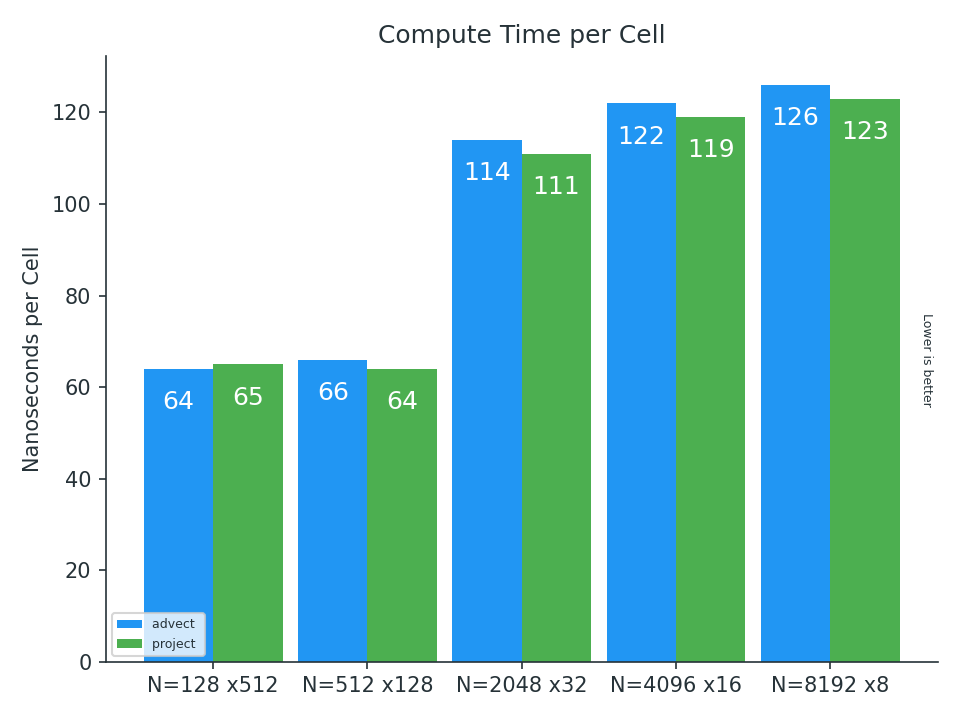 Compute Time per Cell
Nanoseconds per Cell
120
100
80
60
40
20
0
64
65
66
64
114
111
122
119
126
123
Lower is better
advect
project
N=128 x512
N=512 x128
N=2048 x32
N=4096 x16
N=8192 x8